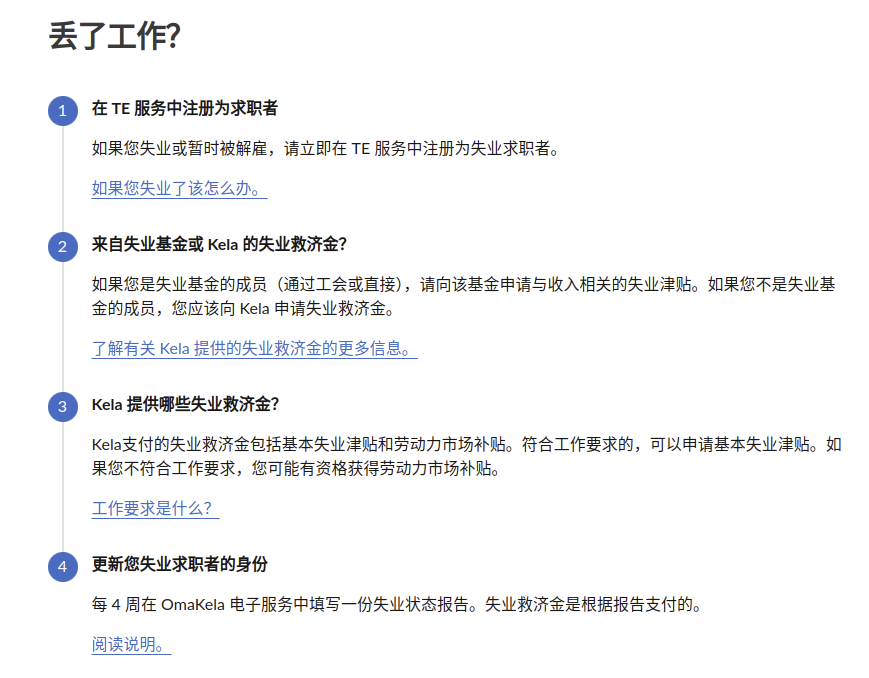 丢了工作？
1 在 TE 服务中注册为求职者
如果您失业或暂时被解雇，请立即在 TE 服务中注册为失业求职者。
如果您失业了该怎么办。
2 来自失业基金或 Kela 的失业救济金？
如果您是失业基金的成员（通过工会或直接），请向该基金申请与收入相关的失业津贴。如果您不是失业基
金的成员，您应该向 Kela 申请失业救济金。
了解有关 Kela 提供的失业救济金的更多信息。
3 Kela 提供哪些失业救济金？
Kela支付的失业救济金包括基本失业津贴和劳动力市场补贴。符合工作要求的，可以申请基本失业津贴。如
果您不符合工作要求，您可能有资格获得劳动力市场补贴。
工作要求是什么？
4 更新您失业求职者的身份
每 4 周在 OmaKela 电子服务中填写一份失业状态报告。失业救济金是根据报告支付的。
阅读说明。